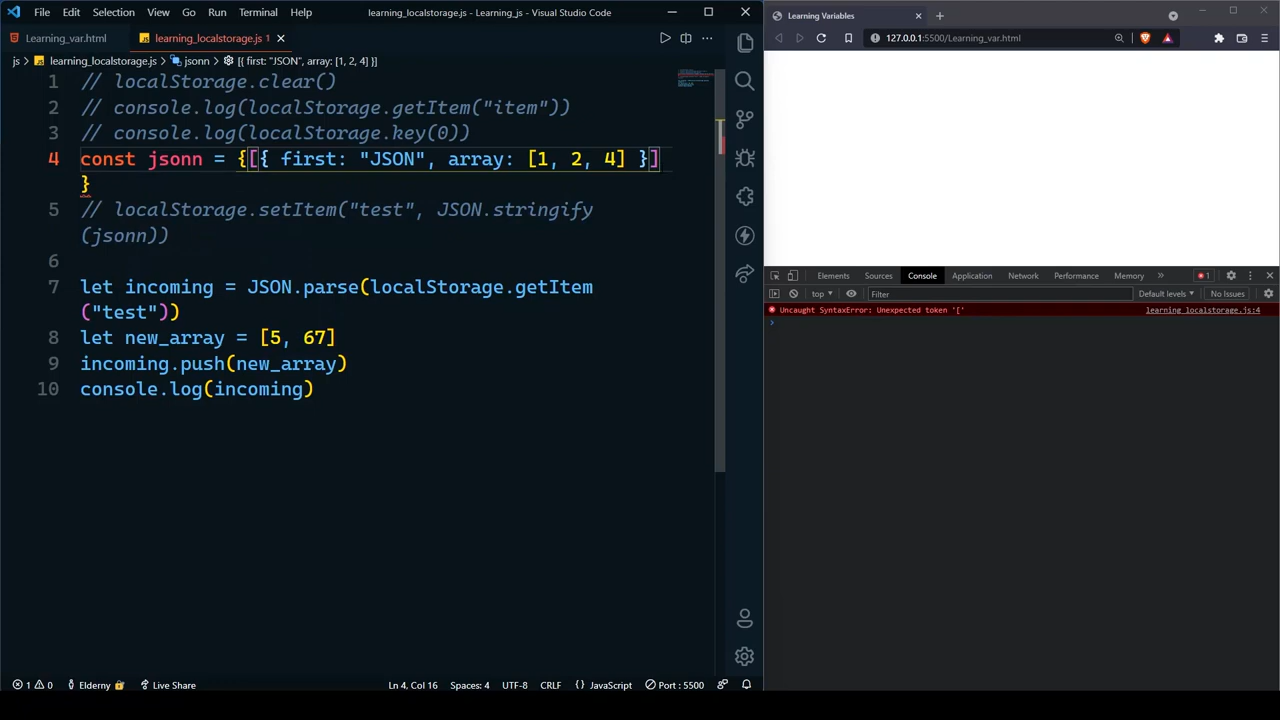 File Edit Selection View Go Run Terminal Help
learning_localstorage.js - Learning_js - Visual Studio Code
Learning_var.html
learning_localstorage.js 1
js > learning_localstorage.js > jsonn > [{ first: "JSON", array: [1, 2, 4] }]
1 // localStorage.clear()
2 // console.log(localStorage.getItem("item"))
3 // console.log(localStorage.key(0))
4 const jsonn = {[{ first: "JSON", array: [1, 2, 4] }]
}
5 // localStorage.setItem("test", JSON.stringify
(jsonn))
6
7 let incoming = JSON.parse(localStorage.getItem
("test"))
8 let new_array = [5, 67]
9 incoming.push(new_array)
10 console.log(incoming)
1 0 Elderny Live Share
Ln 4, Col 16 Spaces: 4 UTF-8 CRLF {} JavaScript Port : 5500
Learning Variables
127.0.0.1:5500/Learning_var.html
Elements Sources Console Application Network Performance Memory » 1
top Filter Default levels No Issues
Uncaught SyntaxError: Unexpected token '[' learning_localstorage.js:4
>